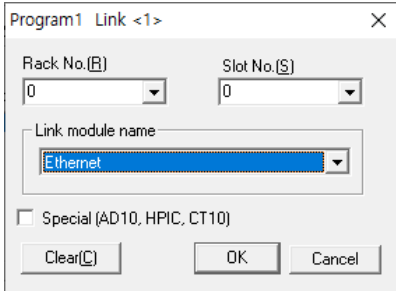 Program1 Link <1>
Rack No.(R) Slot No.(S)
0 0
Link module name
Ethernet
Special (AD10, HPIC, CT10)
Clear(C) OK Cancel